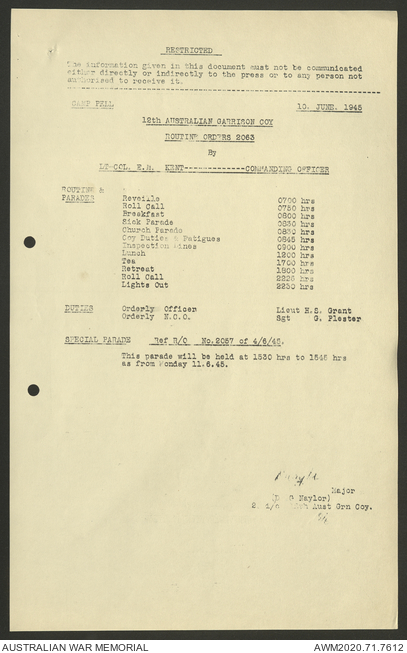 RESTRICTED
The information given in this document must not be communicated
either directly or indirectly to the press or to any person not
authorised to receive it.
CAMP PELL 10. JUNE. 1945
12th AUSTRALIAN GARRISON COY
ROUTINE ORDERS 2063
By
LT-COL. E.M. KENT-------------COMMANDING OFFICER
ROUTINE &
PARADES Reveille 0700 hrs
Roll Call 0750 hrs
Breakfast 0800 hrs
Sick Parade 0830 hrs
Church Parade 0830 hrs
Coy Duties & Fatigues 0845 hrs
Inspection Lines 0900 hrs
Lunch 1200 hrs
Tea 1700 hrs
Retreat 1800 hrs
Roll Call 2225 hrs
Lights Out 2230 hrs
DUTIES Orderly Officer Lieut H.S. Grant
Orderly N.C.O. Sgt G. Plester
SPECIAL PARADE Ref R/O No.2057 of 4/6/45.
This parade will be held at 1530 hrs to 1545 hrs
as from Monday 11.6.45.
Major
Naylor)
Aust Grn Coy.
AUSTRALIAN WAR MEMORIAL AWM2020.71.7612